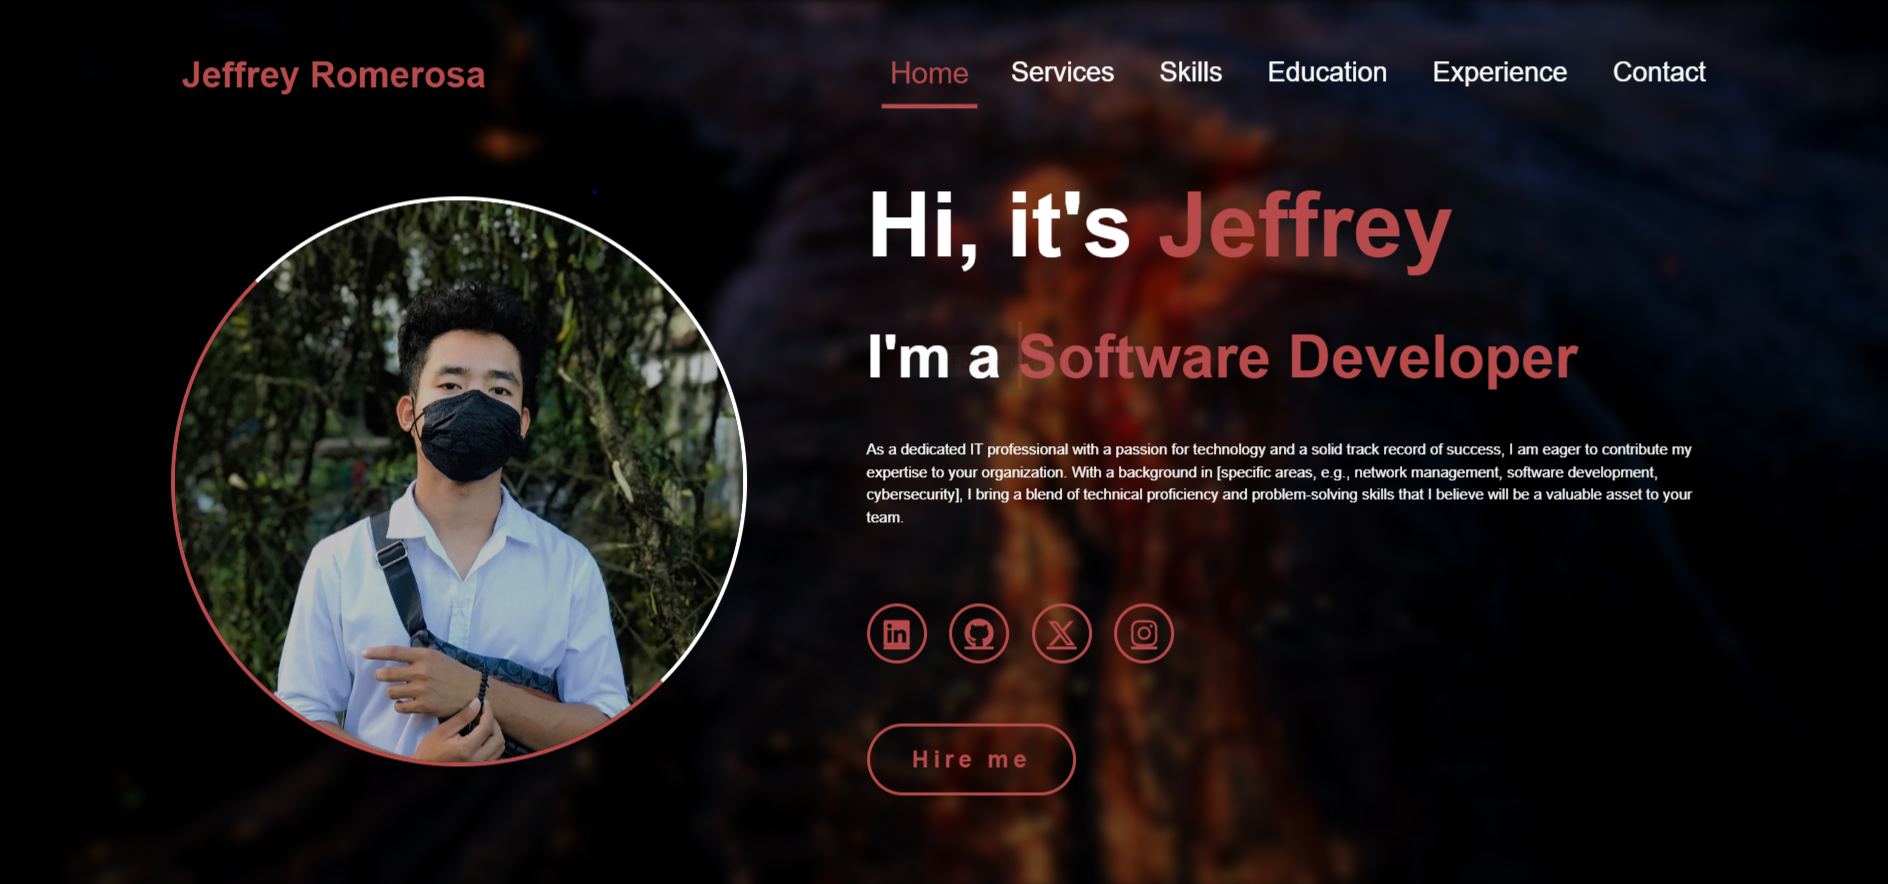 Jeffrey Romerosa
Home Services Skills Education Experience Contact
Hi, it's Jeffrey
I'm a Software Developer
As a dedicated IT professional with a passion for technology and a solid track record of success, I am eager to contribute my
expertise to your organization. With a background in [specific areas, e.g., network management, software development,
cybersecurity], I bring a blend of technical proficiency and problem-solving skills that I believe will be a valuable asset to your
team.
in
Hire me